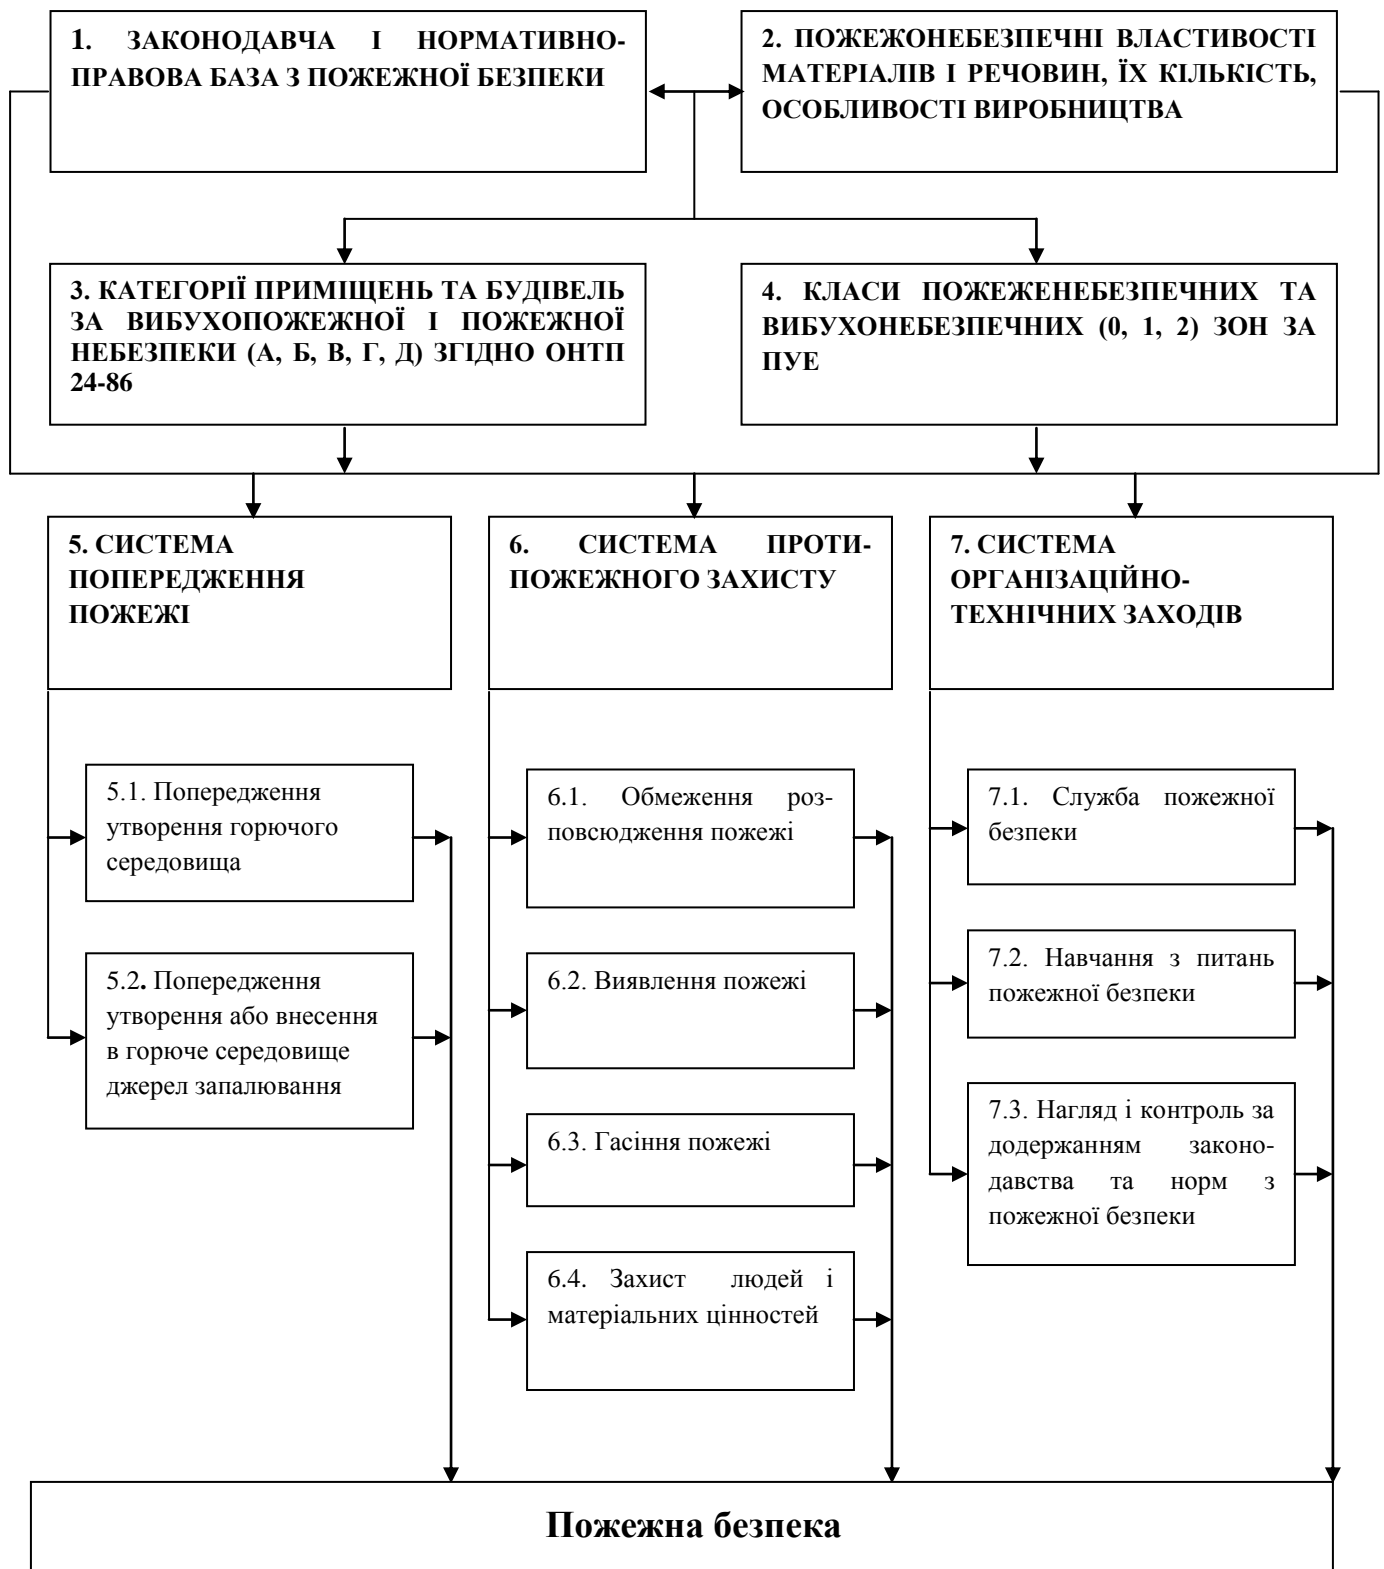 1. ЗАКОНОДАВЧА І НОРМАТИВНО-
ПРАВОВА БАЗА З ПОЖЕЖНОЇ БЕЗПЕКИ
2. ПОЖЕЖОНЕБЕЗПЕЧНІ ВЛАСТИВОСТІ
МАТЕРІАЛІВ І РЕЧОВИН, ЇХ КІЛЬКІСТЬ,
ОСОБЛИВОСТІ ВИРОБНИЦТВА
3. КАТЕГОРІЇ ПРИМІЩЕНЬ ТА БУДІВЕЛЬ
ЗА ВИБУХОПОЖЕЖНОЇ І ПОЖЕЖНОЇ
НЕБЕЗПЕКИ (А, Б, В, Г, Д) ЗГІДНО ОНТП
24-86
4. КЛАСИ ПОЖЕЖЕНЕБЕЗПЕЧНИХ ТА
ВИБУХОНЕБЕЗПЕЧНИХ (0, 1, 2) ЗОН ЗА
ПУЕ
5. СИСТЕМА
ПОПЕРЕДЖЕННЯ
ПОЖЕЖІ
6. СИСТЕМА ПРОТИ-
ПОЖЕЖНОГО ЗАХИСТУ
7. СИСТЕМА
ОРГАНІЗАЦІЙНО-
ТЕХНІЧНИХ ЗАХОДІВ
5.1. Попередження
утворення горючого
середовища
5.2. Попередження
утворення або внесення
в горюче середовище
джерел запалювання
6.1. Обмеження роз-
повсюдження пожежі
6.2. Виявлення пожежі
6.3. Гасіння пожежі
6.4. Захист людей і
матеріальних цінностей
7.1. Служба пожежної
безпеки
7.2. Навчання з питань
пожежної безпеки
7.3. Нагляд і контроль за
додержанням законо-
давства та норм з
пожежної безпеки
Пожежна безпека